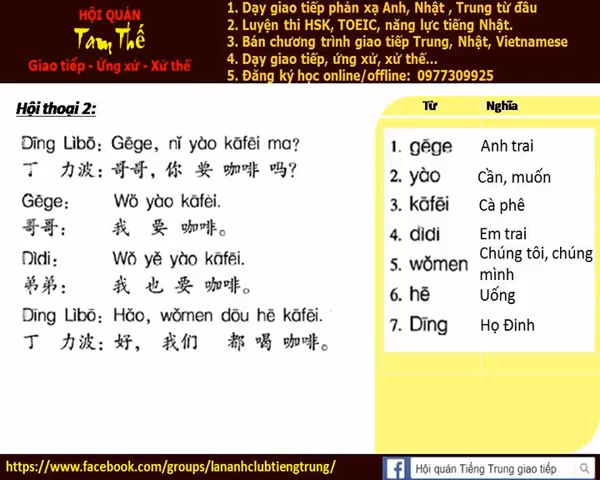 HỘI QUÁN
Tam Thế
Giao tiếp - Ứng xử - Xử thế
1. Dạy giao tiếp phản xạ Anh, Nhật , Trung từ đầu
2. Luyện thi HSK, TOEIC, năng lực tiếng Nhật.
3. Bán chương trình giao tiếp Trung, Nhật, Vietnamese
4. Dạy giao tiếp, ứng xử, xử thế...
5. Đăng ký học online/offline: 0977309925
Hội thoại 2:
Dīng Lìbō: Gēge, nǐ yào kāfēi ma?
丁 力波: 哥哥, 你 要 咖啡 吗?
Gēge: Wǒ yào kāfēi.
哥哥: 我 要 咖啡。
Dìdi: Wǒ yě yào kāfēi.
弟弟: 我 也 要 咖啡。
Dīng Lìbō: Hǎo, wǒmen dōu hē kāfēi.
丁 力波: 好, 我们 都 喝 咖啡。
Từ Nghĩa
1. gēge Anh trai
2. yào Cần, muốn
3. kāfēi Cà phê
4. dìdi Em trai
5. wǒmen Chúng tôi, chúng mình
6. hē Uống
7. Dīng Họ Đinh
https://www.facebook.com/groups/lananhclubtiengtrung/
f Hội quán Tiếng Trung giao tiếp